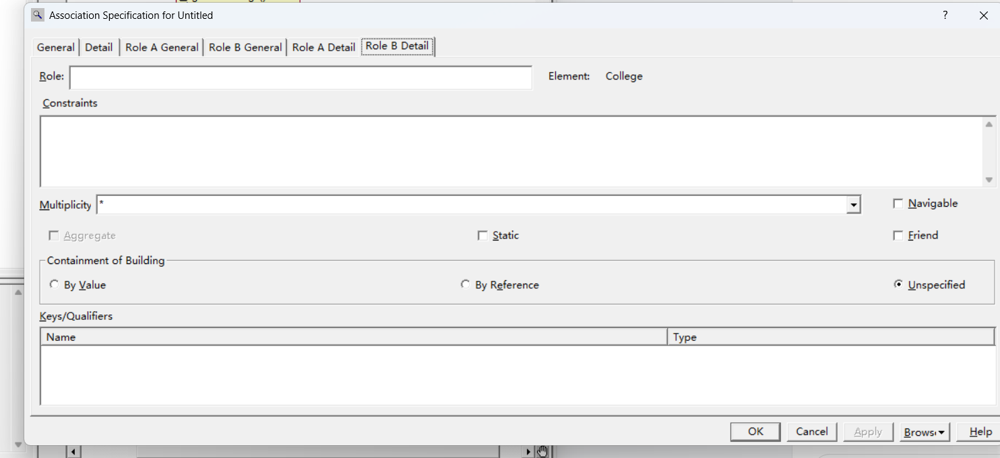 Association Specification for Untitled
?
General Detail Role A General Role B General Role A Detail Role B Detail
Role: Element: College
Constraints
Multiplicity * Navigable
Aggregate Static Friend
Containment of Building
By Value By Reference Unspecified
Keys/Qualifiers
Name Type
OK Cancel Apply Brows Help